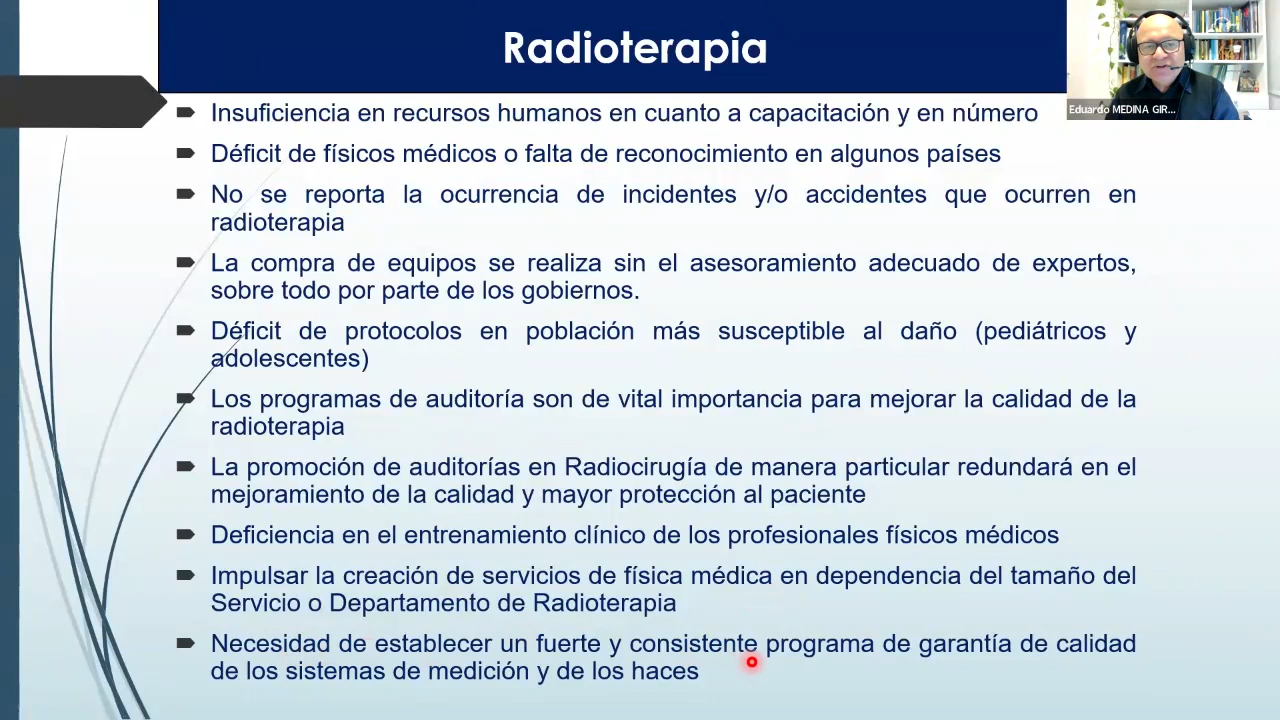 Radioterapia
Eduardo MEDINA GIR...
Insuficiencia en recursos humanos en cuanto a capacitación y en número
Déficit de físicos médicos o falta de reconocimiento en algunos países
No se reporta la ocurrencia de incidentes y/o accidentes que ocurren en
radioterapia
La compra de equipos se realiza sin el asesoramiento adecuado de expertos,
sobre todo por parte de los gobiernos.
Déficit de protocolos en población más susceptible al daño (pediátricos y
adolescentes)
Los programas de auditoría son de vital importancia para mejorar la calidad de la
radioterapia
La promoción de auditorías en Radiocirugía de manera particular redundará en el
mejoramiento de la calidad y mayor protección al paciente
Deficiencia en el entrenamiento clínico de los profesionales físicos médicos
Impulsar la creación de servicios de física médica en dependencia del tamaño del
Servicio o Departamento de Radioterapia
Necesidad de establecer un fuerte y consistente programa de garantía de calidad
de los sistemas de medición y de los haces